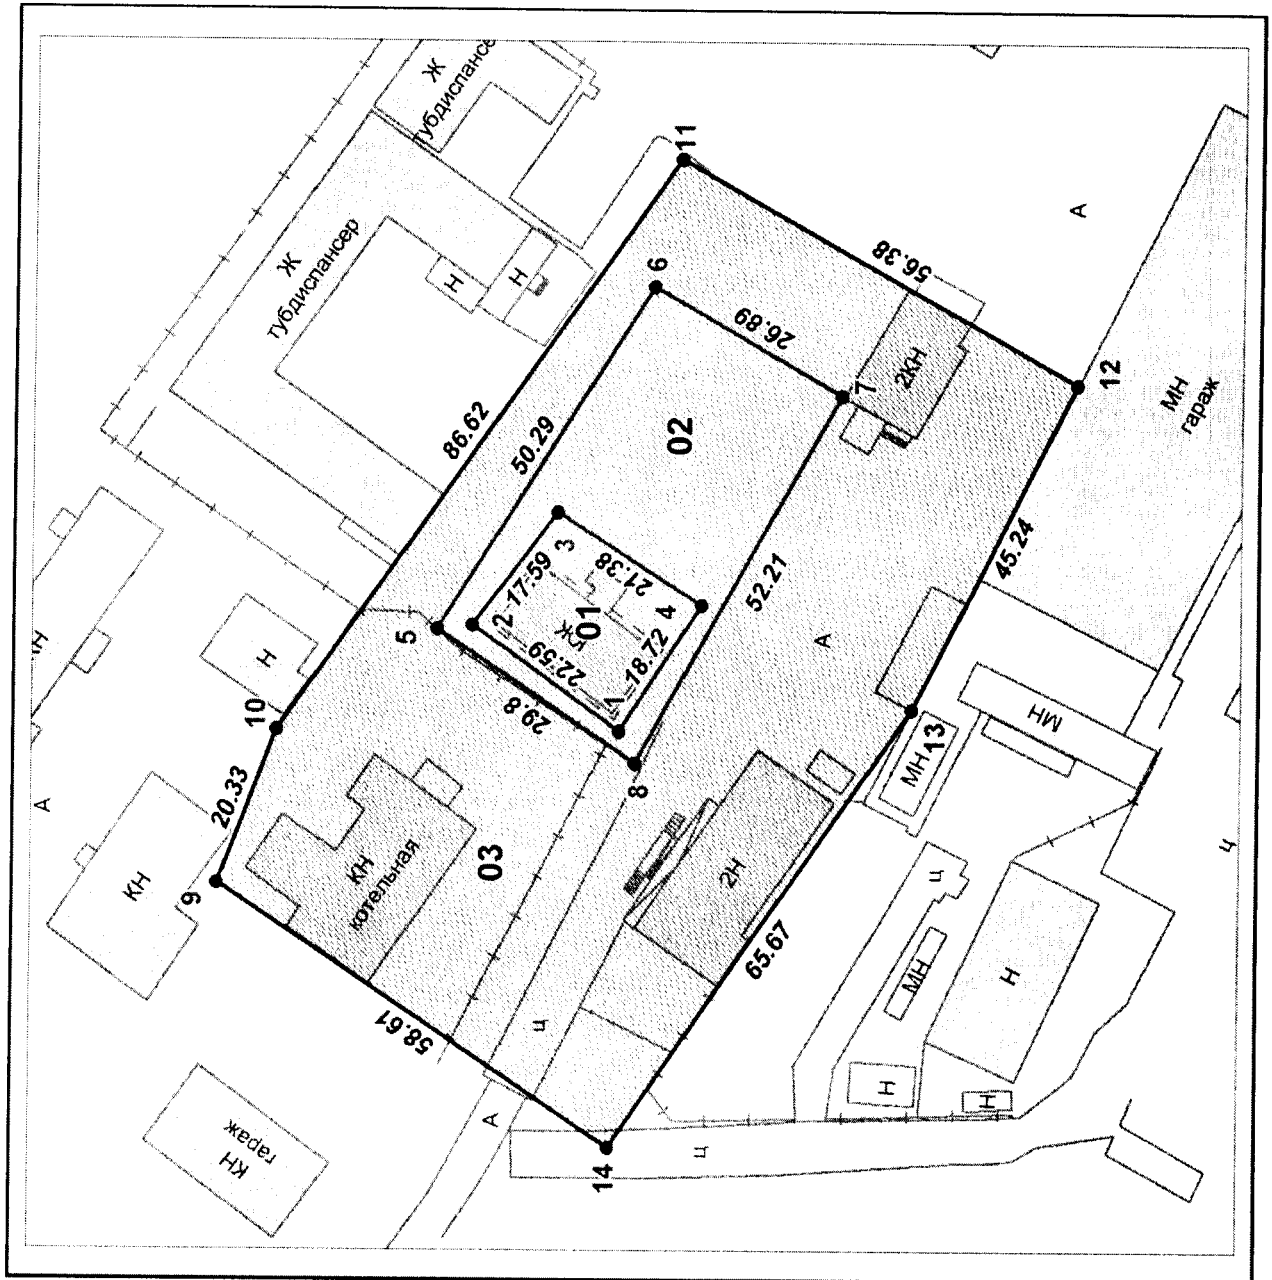 Ж
тубдиспансер
Ж
тубдиспансер
Н
Н
11
А
56.38
6
26.89
86.62
50.29
02
7
2КН
12
МН
гараж
КН
Н
10
5
3
17.59
2
21.38
01
КЖ
4
22.59
18.72
1
52.21
29.8
8
А
45.24
МН
13
МН
А
КН
9
20.33
КН
котельная
03
2Н
65.67
58.61
ц
КН
гараж
А
14
ц
ц
МН
Н
Н
Н
ц